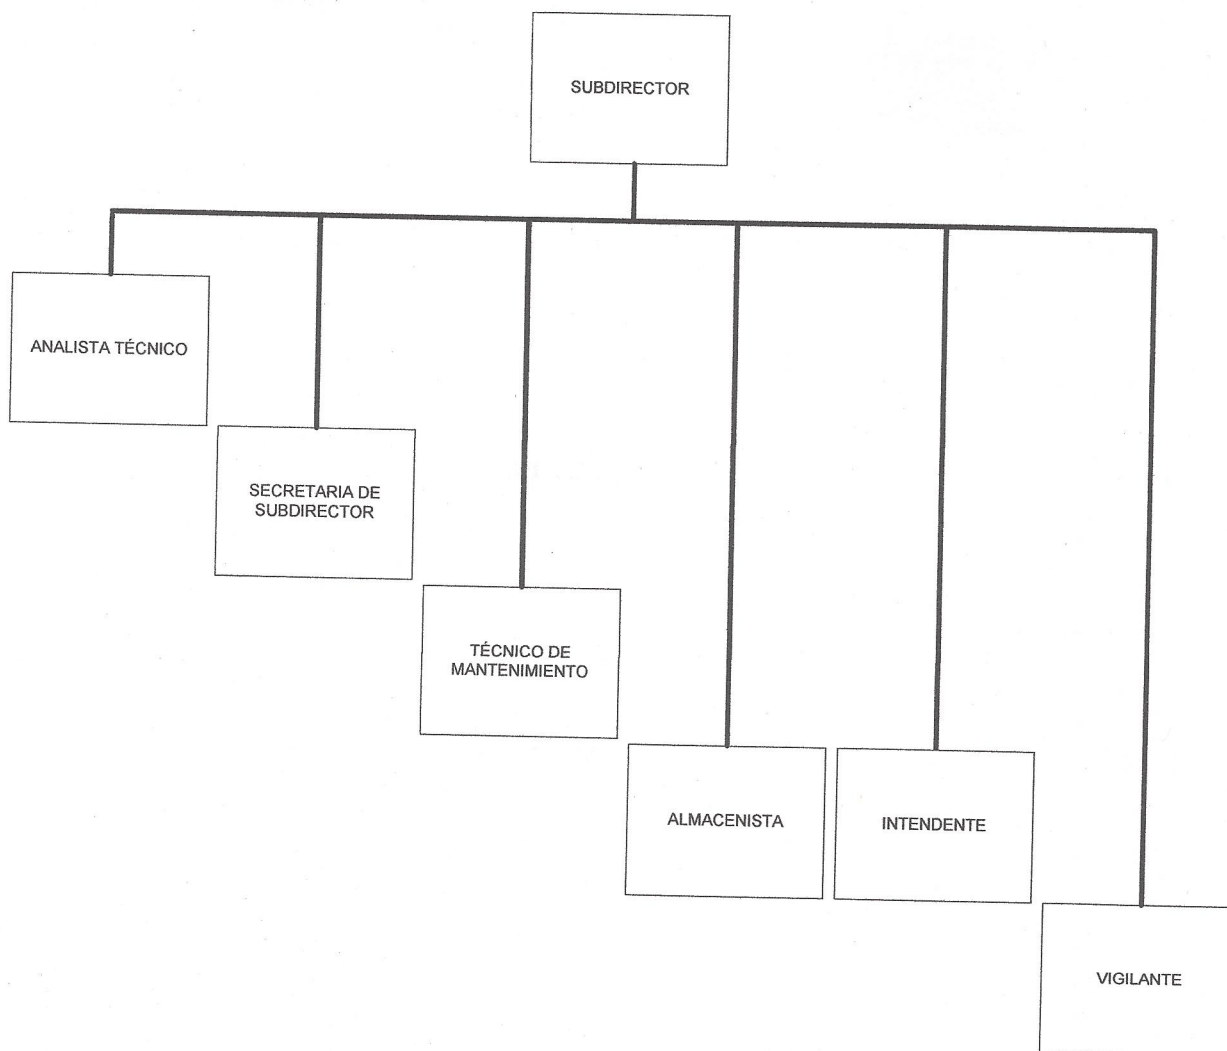 SUBDIRECTOR
ANALISTA TÉCNICO
SECRETARIA DE
SUBDIRECTOR
TÉCNICO DE
MANTENIMIENTO
ALMACENISTA
INTENDENTE
VIGILANTE